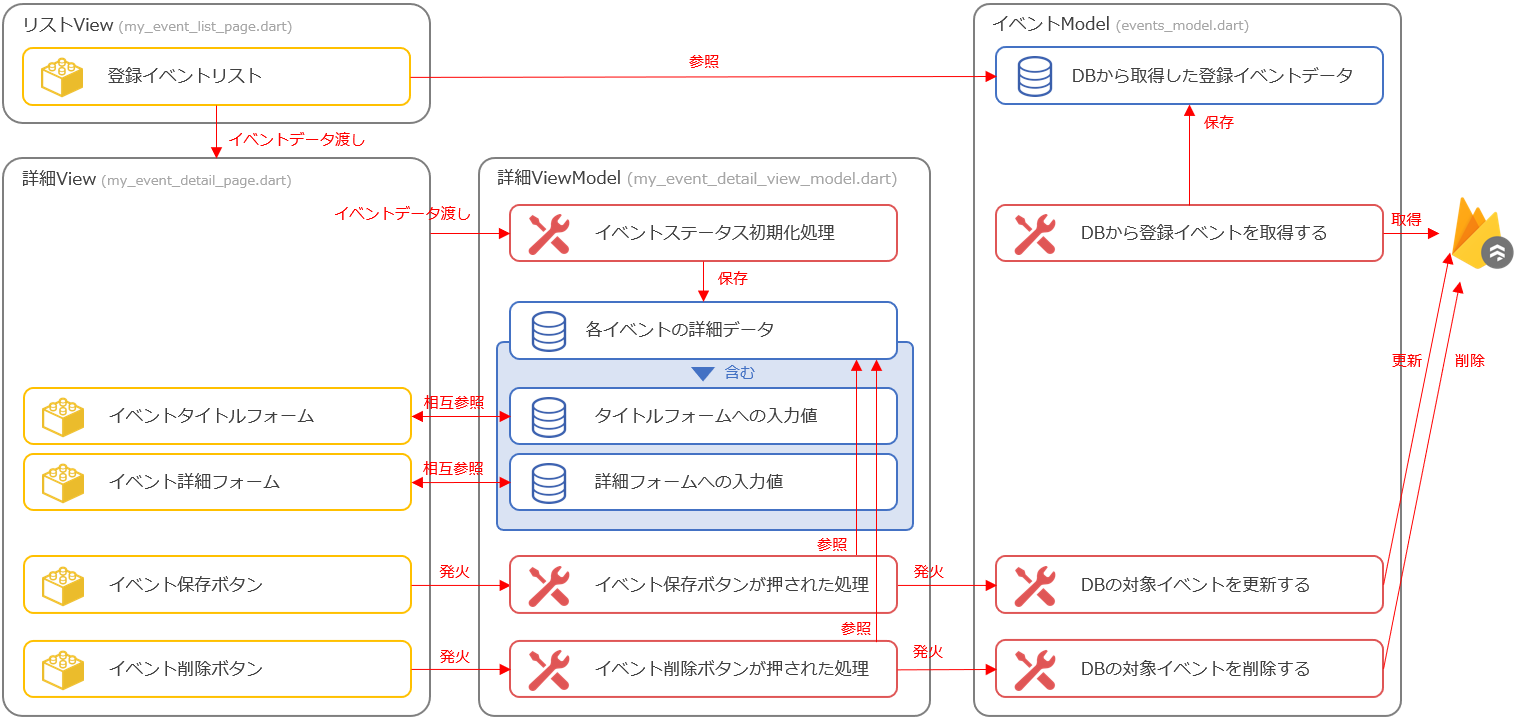 リストView (my_event_list_page.dart)
登録イベントリスト
参照
イベントModel (events_model.dart)
DBから取得した登録イベントデータ
イベントデータ渡し
保存
詳細View (my_event_detail_page.dart)
詳細ViewModel (my_event_detail_view_model.dart)
イベントデータ渡し
イベントステータス初期化処理
DBから登録イベントを取得する
取得
保存
各イベントの詳細データ
含む
更新
削除
イベントタイトルフォーム
相互参照
タイトルフォームへの入力値
イベント詳細フォーム
相互参照
詳細フォームへの入力値
参照
イベント保存ボタン
発火
イベント保存ボタンが押された処理
発火
DBの対象イベントを更新する
参照
イベント削除ボタン
発火
イベント削除ボタンが押された処理
発火
DBの対象イベントを削除する